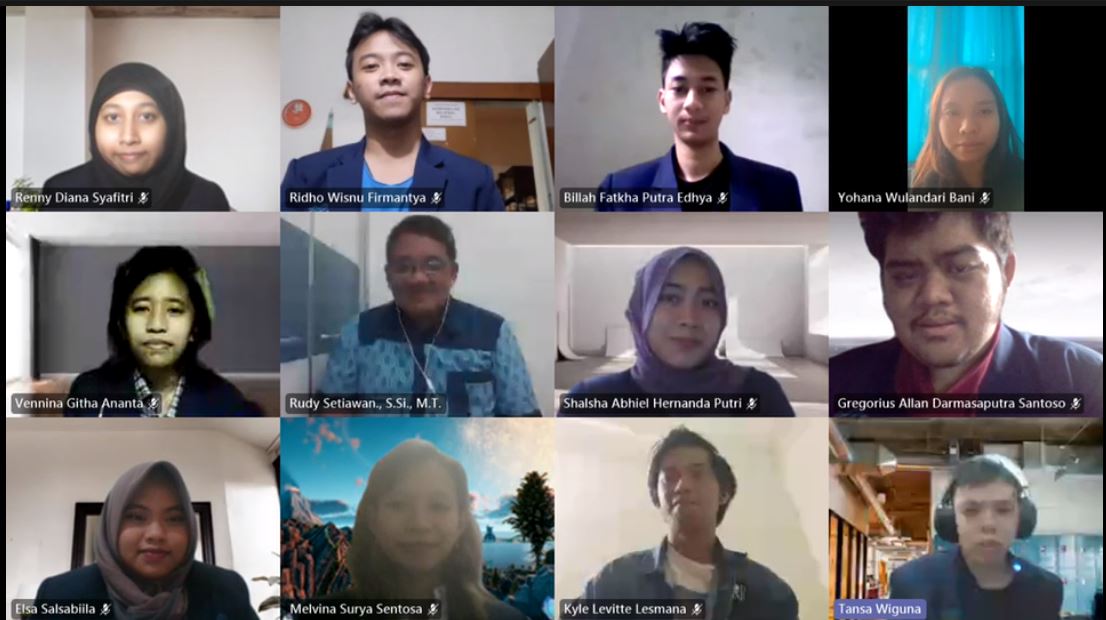 Renny Diana Syafitri
Ridho Wisnu Firmantya
Billah Fatkha Putra Edhya
Yohana Wulandari Bani
Vennina Githa Ananta
Rudy Setiawan., S.Si., M.T.
Shalsha Abhiel Hernanda Putri
Gregorius Allan Darmasaputra Santoso
Elsa Salsabiila
Melvina Surya Sentosa
Kyle Levitte Lesmana
Tansa Wiguna